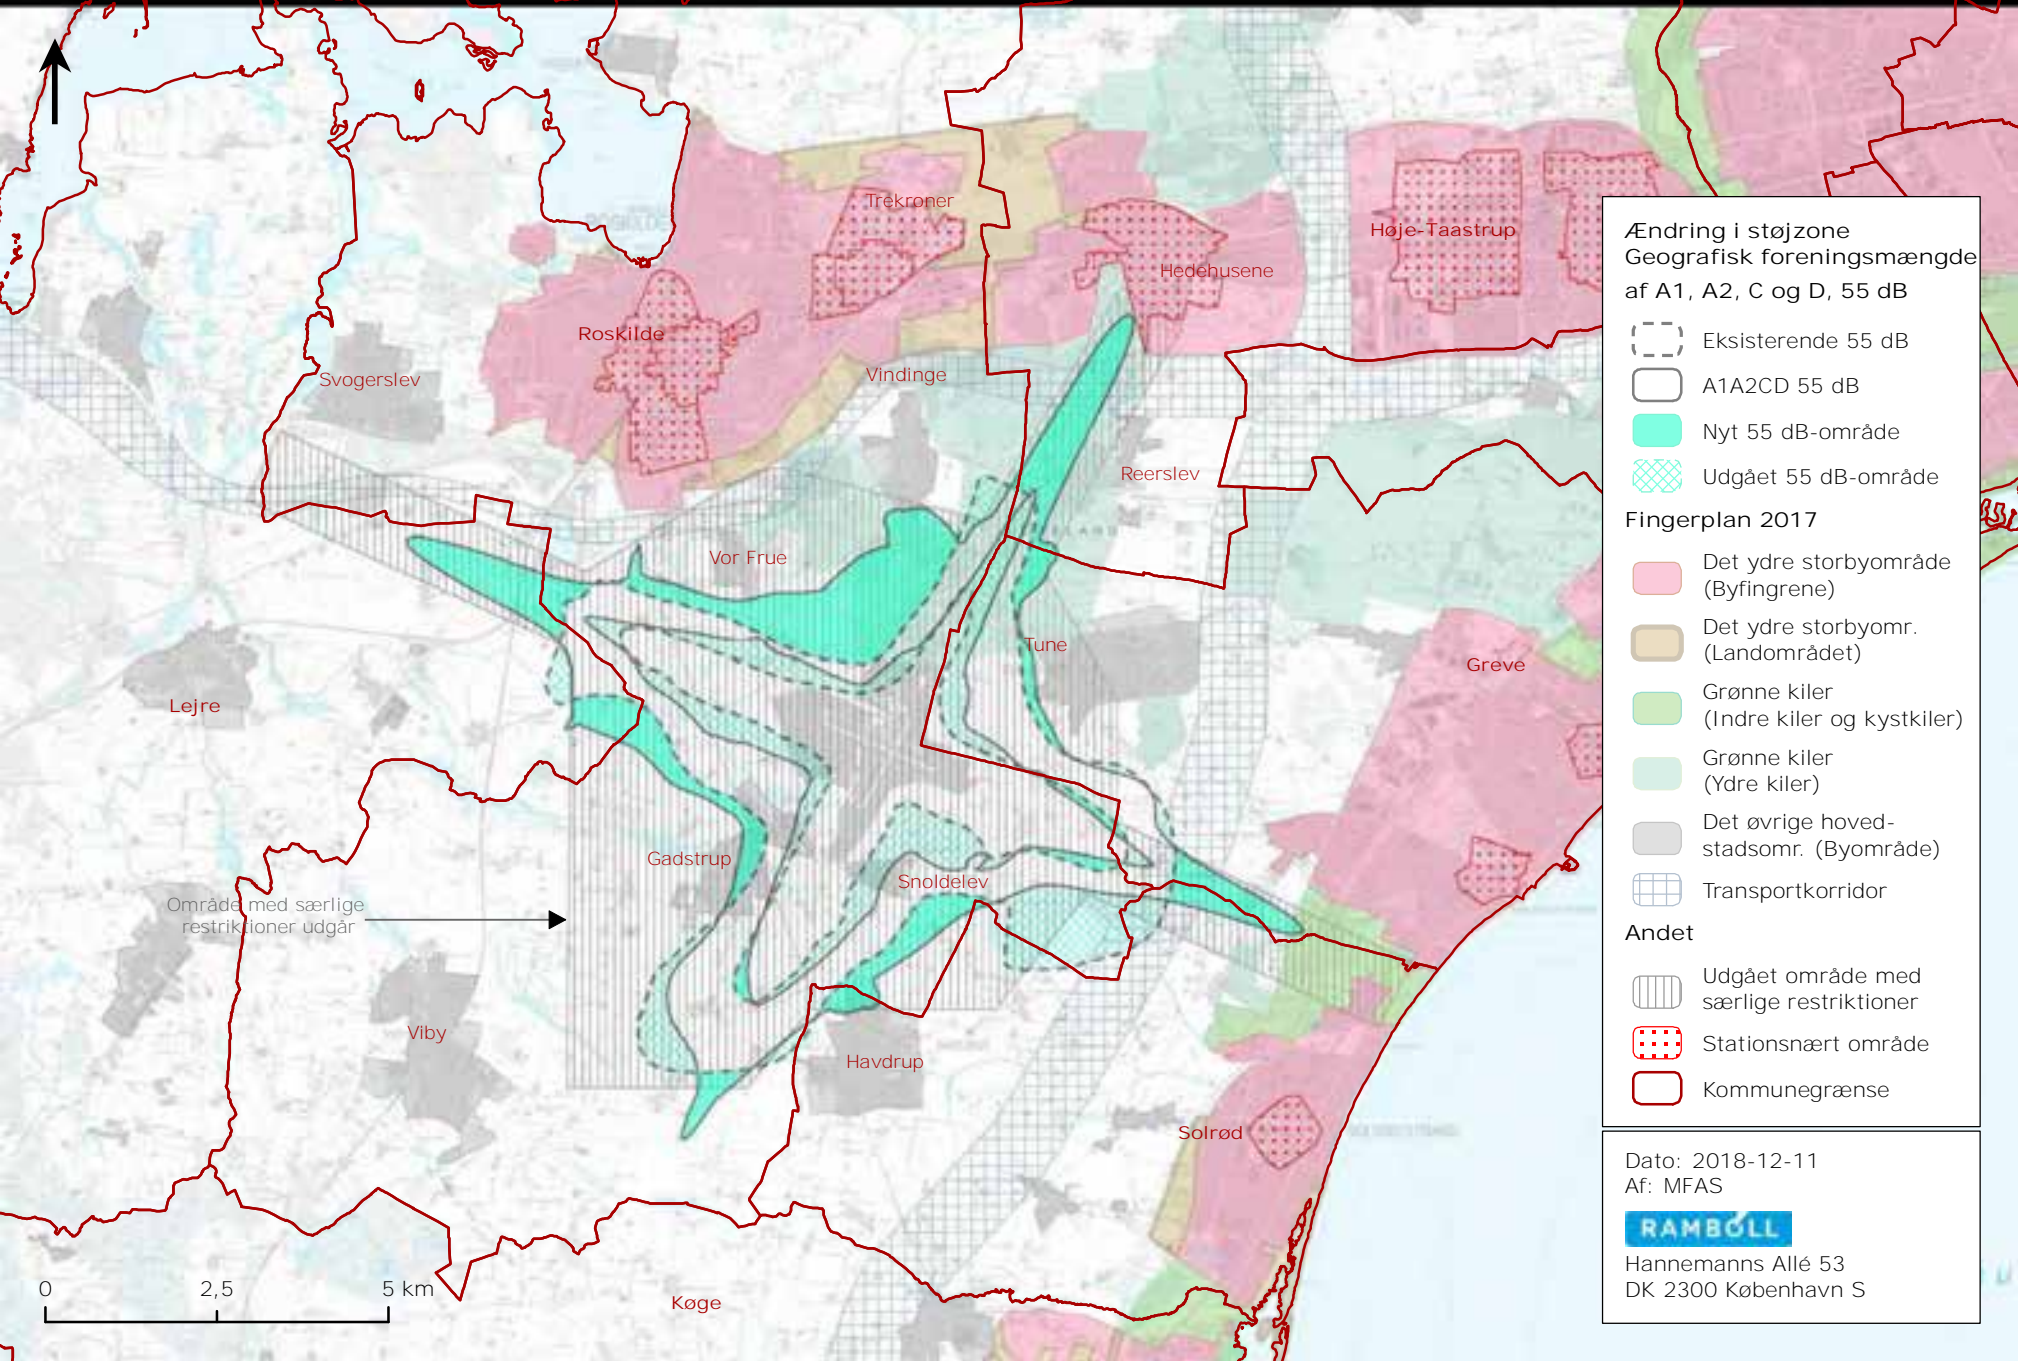 Trekroner
Høje-Taastrup
Hedehusene
Roskilde
Svogerslev
Vindinge
Reerslev
Vor Frue
Tune
Greve
Lejre
Gadstrup
Snoldelev
Område med særlige
restriktioner udgår
Viby
Havdrup
Solrød
Køge
0 2,5 5 km
Ændring i støjzone
Geografisk foreningsmængde
af A1, A2, C og D, 55 dB
Eksisterende 55 dB
A1A2CD 55 dB
Nyt 55 dB-område
Udgået 55 dB-område
Fingerplan 2017
Det ydre storbyområde
(Byfingrene)
Det ydre storbyomr.
(Landområdet)
Grønne kiler
(Indre kiler og kystkiler)
Grønne kiler
(Ydre kiler)
Det øvrige hoved-
stadsomr. (Byområde)
Transportkorridor
Andet
Udgået område med
særlige restriktioner
Stationsnært område
Kommunegrænse
Dato: 2018-12-11
Af: MFAS
RAMBOLL
Hannemanns Allé 53
DK 2300 København S